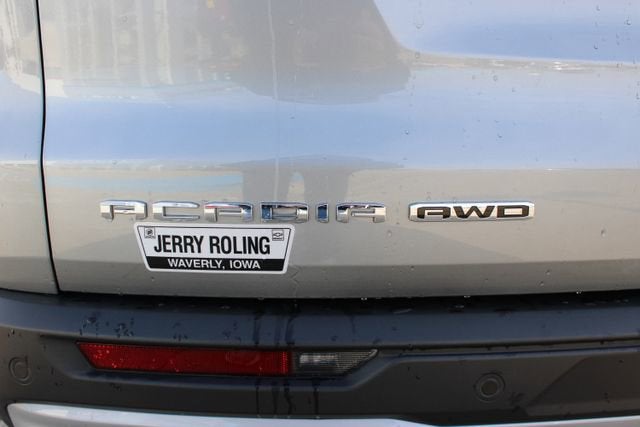 ACADIA AWD
JERRY ROLING
WAVERLY, IOWA